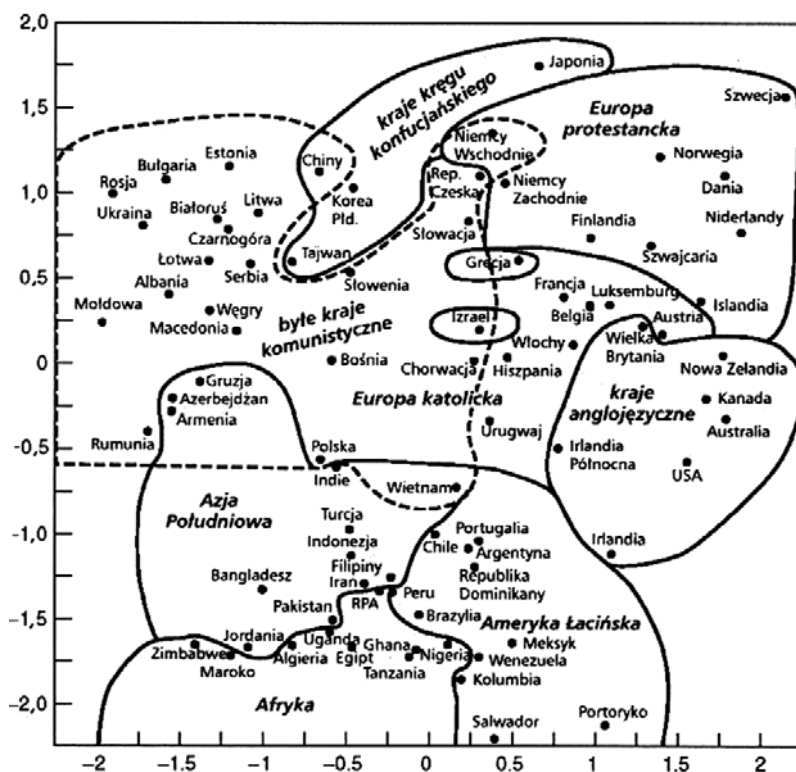 2,0
1,75
1,5
1,0
0,5
0
-0,5
-1,0
-1,5
-2,0
-2
-1.5
-1
-0.5
0
0.5
1
1.5
2
kraje kręgu
konfucjańskiego
Japonia
Europa
protestancka
Szwecja
Niemcy
Wschodnie
Norwegia
Dania
Estonia
Bułgaria
Rosja
Chiny
Rep.
Czeska
Niemcy
Zachodnie
Korea
Płd.
Litwa
Białoruś
Ukraina
Czarnogóra
Słowacja
Finlandia
Niderlandy
Szwajcaria
Łotwa
Serbia
Tajwan
Słowenia
Grecja
Albania
Francja
Luksemburg
Belgia
Austria
Islandia
Mołdowa
Węgry
Macedonia
byłe kraje
komunistyczne
Izrael
Włochy
Wielka
Brytania
Nowa Zelandia
Bośnia
Chorwacja
Hiszpania
Gruzja
Azerbejdżan
Armenia
Europa katolicka
kraje
anglojęzyczne
Kanada
Australia
Rumunia
Urugwaj
Polska
Indie
Irlandia
Północna
USA
Wietnam
Azja
Południowa
Turcja
Indonezja
Chile
Portugalia
Argentyna
Irlandia
Filipiny
Iran
RPA
Peru
Republika
Dominikany
Bangladesz
Pakistan
Brazylia
Ameryka Łacińska
Zimbabwe
Jordania
Maroko
Uganda
Algieria
Egipt
Ghana
Tanzania
Nigeria
Meksyk
Wenezuela
Kolumbia
Afryka
Salwador
Portoryko